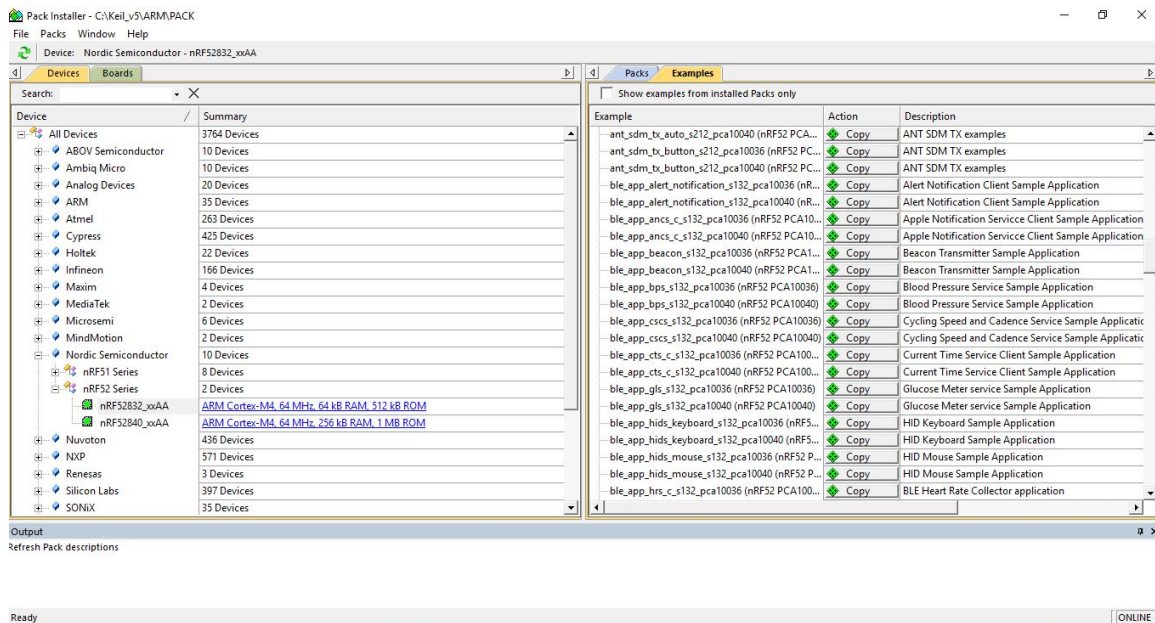 Pack Installer - C:\Keil_v5\ARM\PACK
File Packs Window Help
Device: Nordic Semiconductor - nRF52832_xxAA
Devices Boards
Search:
Device / Summary
All Devices 3764 Devices
ABOV Semiconductor 10 Devices
Ambiq Micro 10 Devices
Analog Devices 20 Devices
ARM 35 Devices
Atmel 263 Devices
Cypress 425 Devices
Holtek 22 Devices
Infineon 166 Devices
Maxim 4 Devices
MediaTek 2 Devices
Microsemi 6 Devices
MindMotion 2 Devices
Nordic Semiconductor 10 Devices
nRF51 Series 8 Devices
nRF52 Series 2 Devices
nRF52832_xxAA ARM Cortex-M4, 64 MHz, 64 kB RAM, 512 kB ROM
nRF52840_xxAA ARM Cortex-M4, 64 MHz, 256 kB RAM, 1 MB ROM
Nuvoton 436 Devices
NXP 571 Devices
Renesas 3 Devices
Silicon Labs 397 Devices
SONiX 35 Devices
Packs Examples
Show examples from installed Packs only
Example Action Description
ant_sdm_tx_auto_s212_pca10040 (nRF52 PCA... Copy ANT SDM TX examples
ant_sdm_tx_button_s212_pca10036 (nRF52 PC... Copy ANT SDM TX examples
ant_sdm_tx_button_s212_pca10040 (nRF52 PC... Copy ANT SDM TX examples
ble_app_alert_notification_s132_pca10036 (nR... Copy Alert Notification Client Sample Application
ble_app_alert_notification_s132_pca10040 (nR... Copy Alert Notification Client Sample Application
ble_app_ancs_c_s132_pca10036 (nRF52 PCA10... Copy Apple Notification Servicce Client Sample Application
ble_app_ancs_c_s132_pca10040 (nRF52 PCA10... Copy Apple Notification Servicce Client Sample Application
ble_app_beacon_s132_pca10036 (nRF52 PCA1... Copy Beacon Transmitter Sample Application
ble_app_beacon_s132_pca10040 (nRF52 PCA1... Copy Beacon Transmitter Sample Application
ble_app_bps_s132_pca10036 (nRF52 PCA10036) Copy Blood Pressure Service Sample Application
ble_app_bps_s132_pca10040 (nRF52 PCA10040) Copy Blood Pressure Service Sample Application
ble_app_cscs_s132_pca10036 (nRF52 PCA10036) Copy Cycling Speed and Cadence Service Sample Applicatic
ble_app_cscs_s132_pca10040 (nRF52 PCA10040) Copy Cycling Speed and Cadence Service Sample Applicatic
ble_app_cts_c_s132_pca10036 (nRF52 PCA100... Copy Current Time Service Client Sample Application
ble_app_cts_c_s132_pca10040 (nRF52 PCA100... Copy Current Time Service Client Sample Application
ble_app_gls_s132_pca10036 (nRF52 PCA10036) Copy Glucose Meter service Sample Application
ble_app_gls_s132_pca10040 (nRF52 PCA10040) Copy Glucose Meter service Sample Application
ble_app_hids_keyboard_s132_pca10036 (nRF5... Copy HID Keyboard Sample Application
ble_app_hids_keyboard_s132_pca10040 (nRF5... Copy HID Keyboard Sample Application
ble_app_hids_mouse_s132_pca10036 (nRF52 P... Copy HID Mouse Sample Application
ble_app_hids_mouse_s132_pca10040 (nRF52 P... Copy HID Mouse Sample Application
ble_app_hrs_c_s132_pca10036 (nRF52 PCA100... Copy BLE Heart Rate Collector application
Output
Refresh Pack descriptions
Ready ONLINE